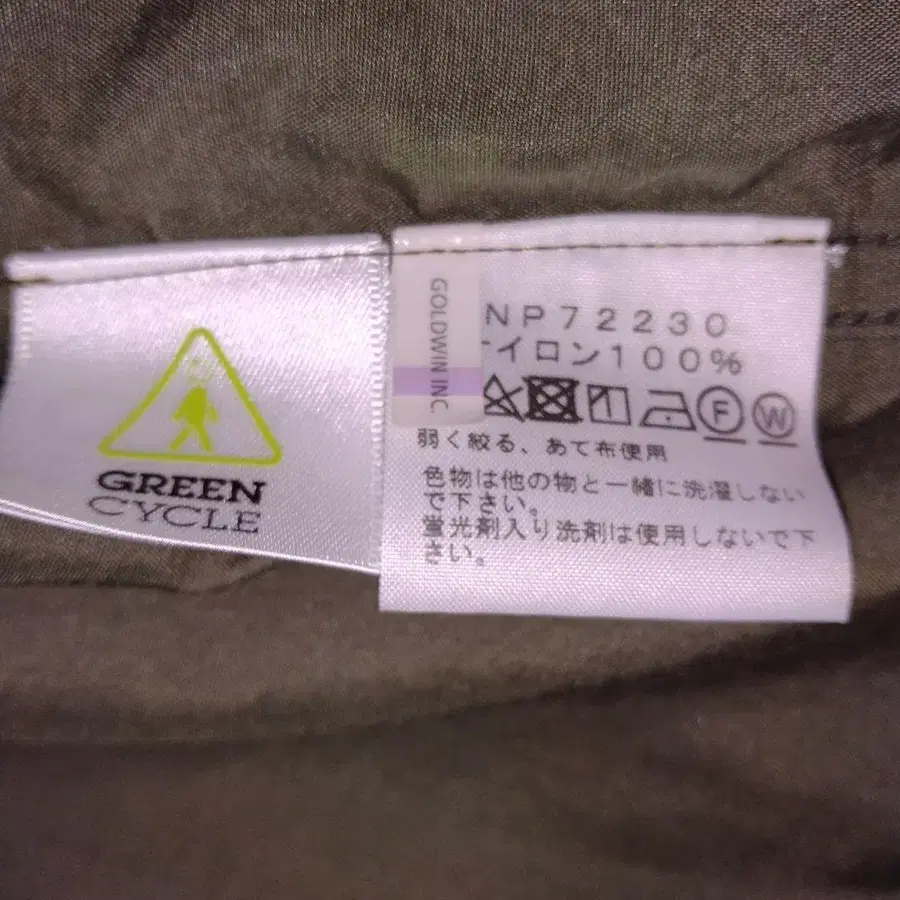 GREEN
CYCLE
GOLDWIN INC.
NP72230
ナイロン100%
F W
弱く絞る、あて布使用
色物は他の物と一緒に洗濯しない
で下さい。
蛍光剤入り洗剤は使用しないで下
さい。